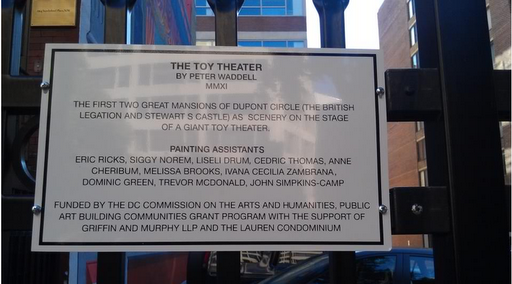 THE TOY THEATER
BY PETER WADDELL
MMXI
THE FIRST TWO GREAT MANSIONS OF DUPONT CIRCLE (THE BRITISH
LEGATION AND STEWART S CASTLE) AS SCENERY ON THE STAGE
OF A GIANT TOY THEATER.
PAINTING ASSISTANTS
ERIC RICKS, SIGGY NOREM, LISELI DRUM, CEDRIC THOMAS, ANNE
CHERIBUM, MELISSA BROOKS, IVANA CECILIA ZAMBRANA,
DOMINIC GREEN, TREVOR MCDONALD, JOHN SIMPKINS-CAMP
FUNDED BY THE DC COMMISSION ON THE ARTS AND HUMANITIES, PUBLIC
ART BUILDING COMMUNITIES GRANT PROGRAM WITH THE SUPPORT OF
GRIFFIN AND MURPHY LLP AND THE LAUREN CONDOMINIUM